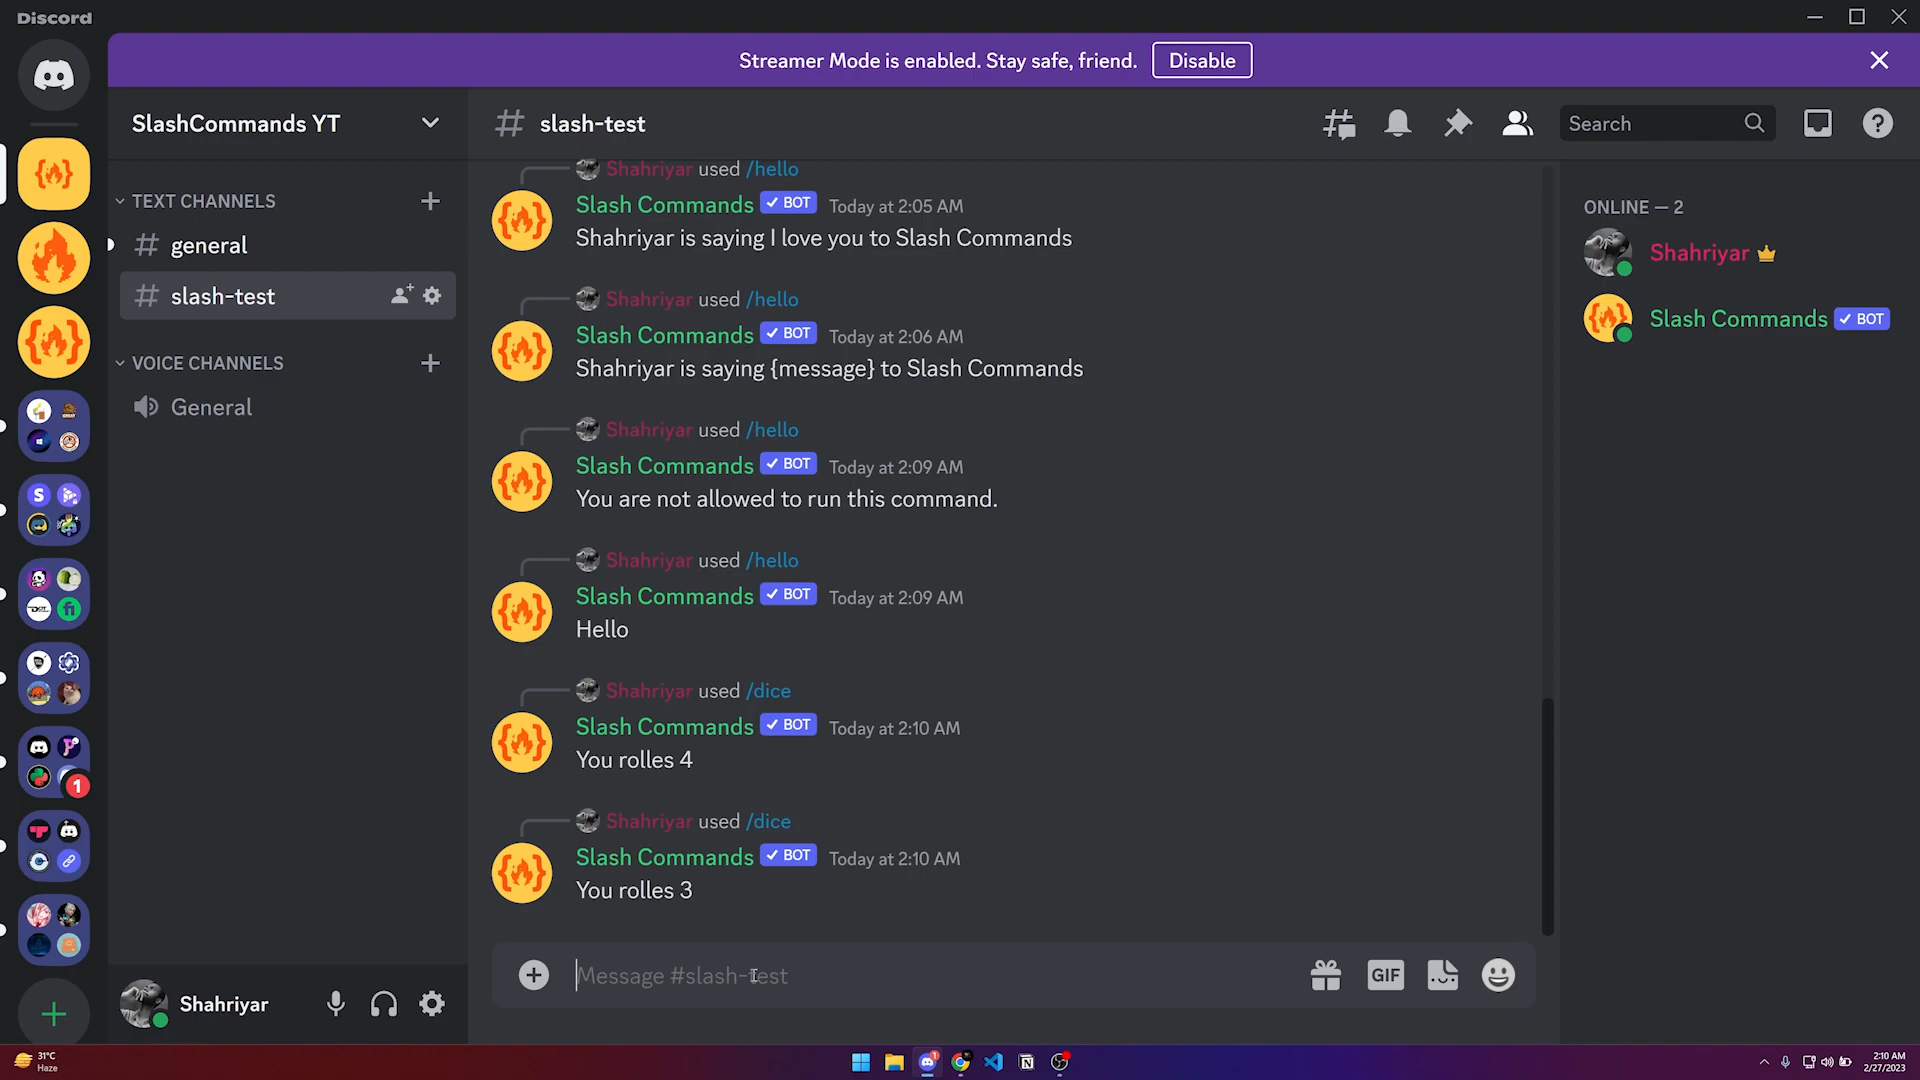 Discord
Streamer Mode is enabled. Stay safe, friend.
Disable
SlashCommands YT
slash-test
Search
TEXT CHANNELS
general
slash-test
VOICE CHANNELS
General
Shahriyar used /hello
Slash Commands BOT Today at 2:05 AM
Shahriyar is saying I love you to Slash Commands
Shahriyar used /hello
Slash Commands BOT Today at 2:06 AM
Shahriyar is saying {message} to Slash Commands
Shahriyar used /hello
Slash Commands BOT Today at 2:09 AM
You are not allowed to run this command.
Shahriyar used /hello
Slash Commands BOT Today at 2:09 AM
Hello
Shahriyar used /dice
Slash Commands BOT Today at 2:10 AM
You rolles 4
Shahriyar used /dice
Slash Commands BOT Today at 2:10 AM
You rolles 3
Message #slash-test
GIF
ONLINE — 2
Shahriyar
Slash Commands BOT
1
Shahriyar
31°C
Haze
2:10 AM
2/27/2023